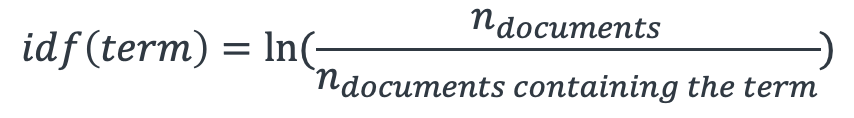 idf(term) = ln(n_documents / n_documents containing the term)